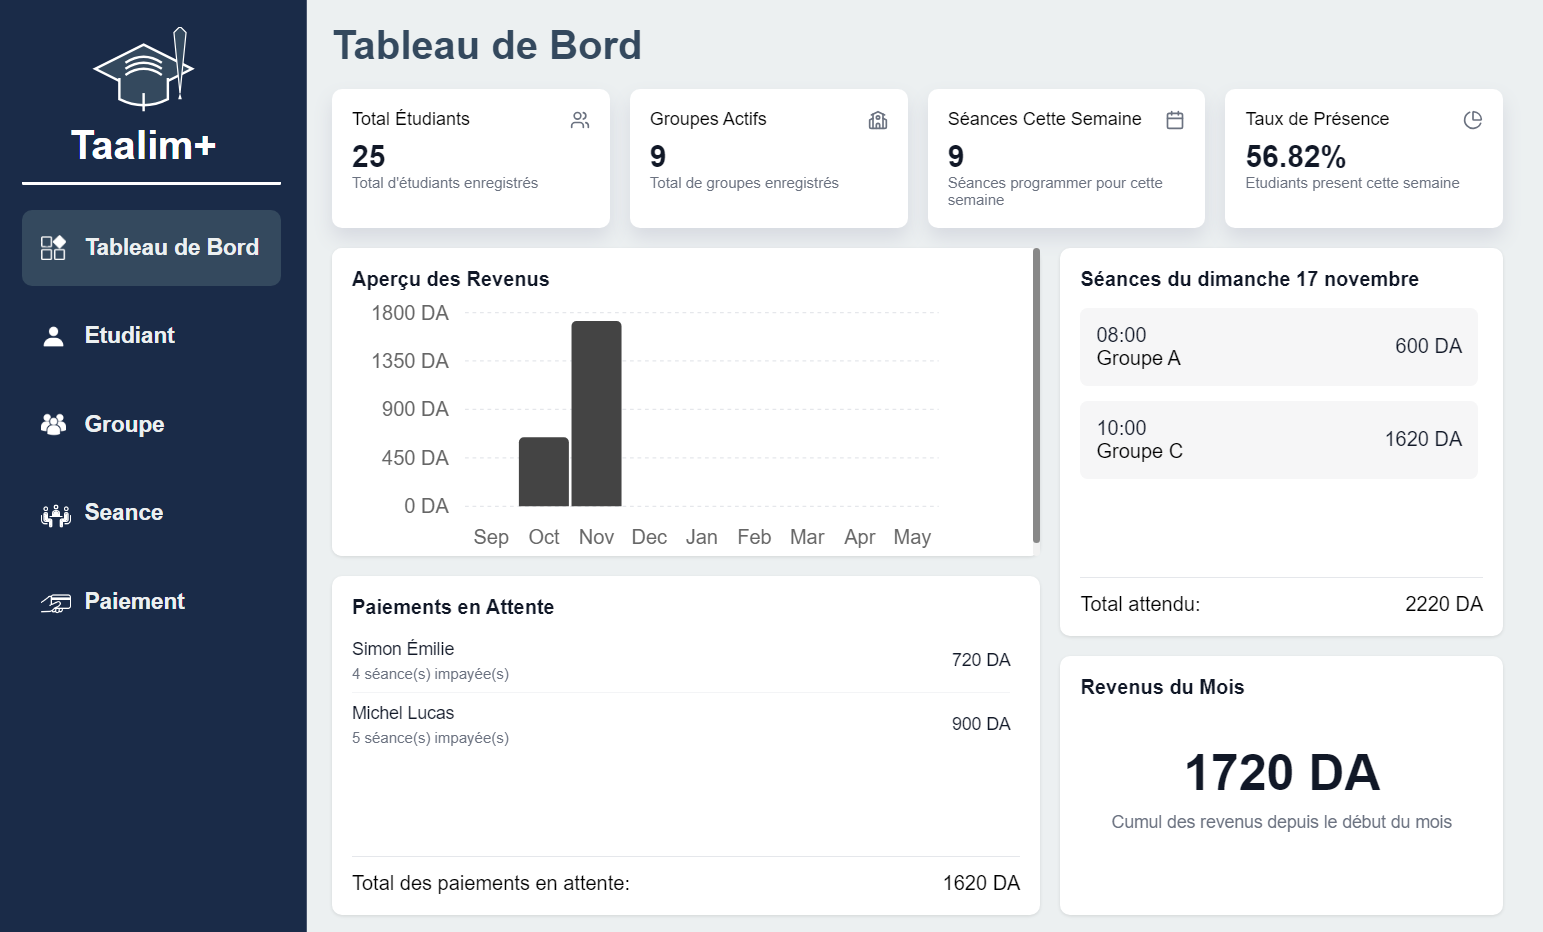 Taalim+
Tableau de Bord
Etudiant
Groupe
Seance
Paiement
Tableau de Bord
Total Étudiants
25
Total d'étudiants enregistrés
Groupes Actifs
9
Total de groupes enregistrés
Séances Cette Semaine
9
Séances programmer pour cette
semaine
Taux de Présence
56.82%
Etudiants present cette semaine
Aperçu des Revenus
1800 DA
1350 DA
900 DA
450 DA
0 DA
Sep Oct Nov Dec Jan Feb Mar Apr May
Séances du dimanche 17 novembre
08:00
Groupe A
600 DA
10:00
Groupe C
1620 DA
Total attendu: 2220 DA
Paiements en Attente
Simon Émilie
4 séance(s) impayée(s)
720 DA
Michel Lucas
5 séance(s) impayée(s)
900 DA
Total des paiements en attente: 1620 DA
Revenus du Mois
1720 DA
Cumul des revenus depuis le début du mois